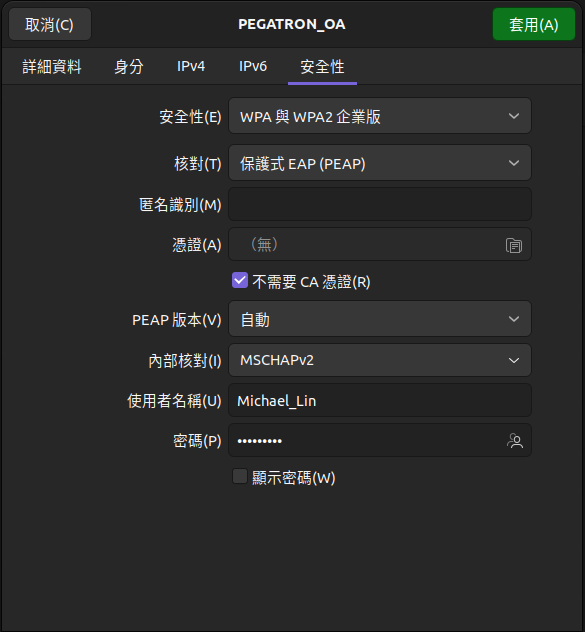 取消(C) PEGATRON_OA 套用(A)
詳細資料 身分 IPv4 IPv6 安全性
安全性(E) WPA 與 WPA2 企業版
核對(T) 保護式 EAP (PEAP)
匿名識別(M)
憑證(A) （無）
不需要 CA 憑證(R)
PEAP 版本(V) 自動
內部核對(I) MSCHAPv2
使用者名稱(U) Michael_Lin
密碼(P) •••••••••
顯示密碼(W)